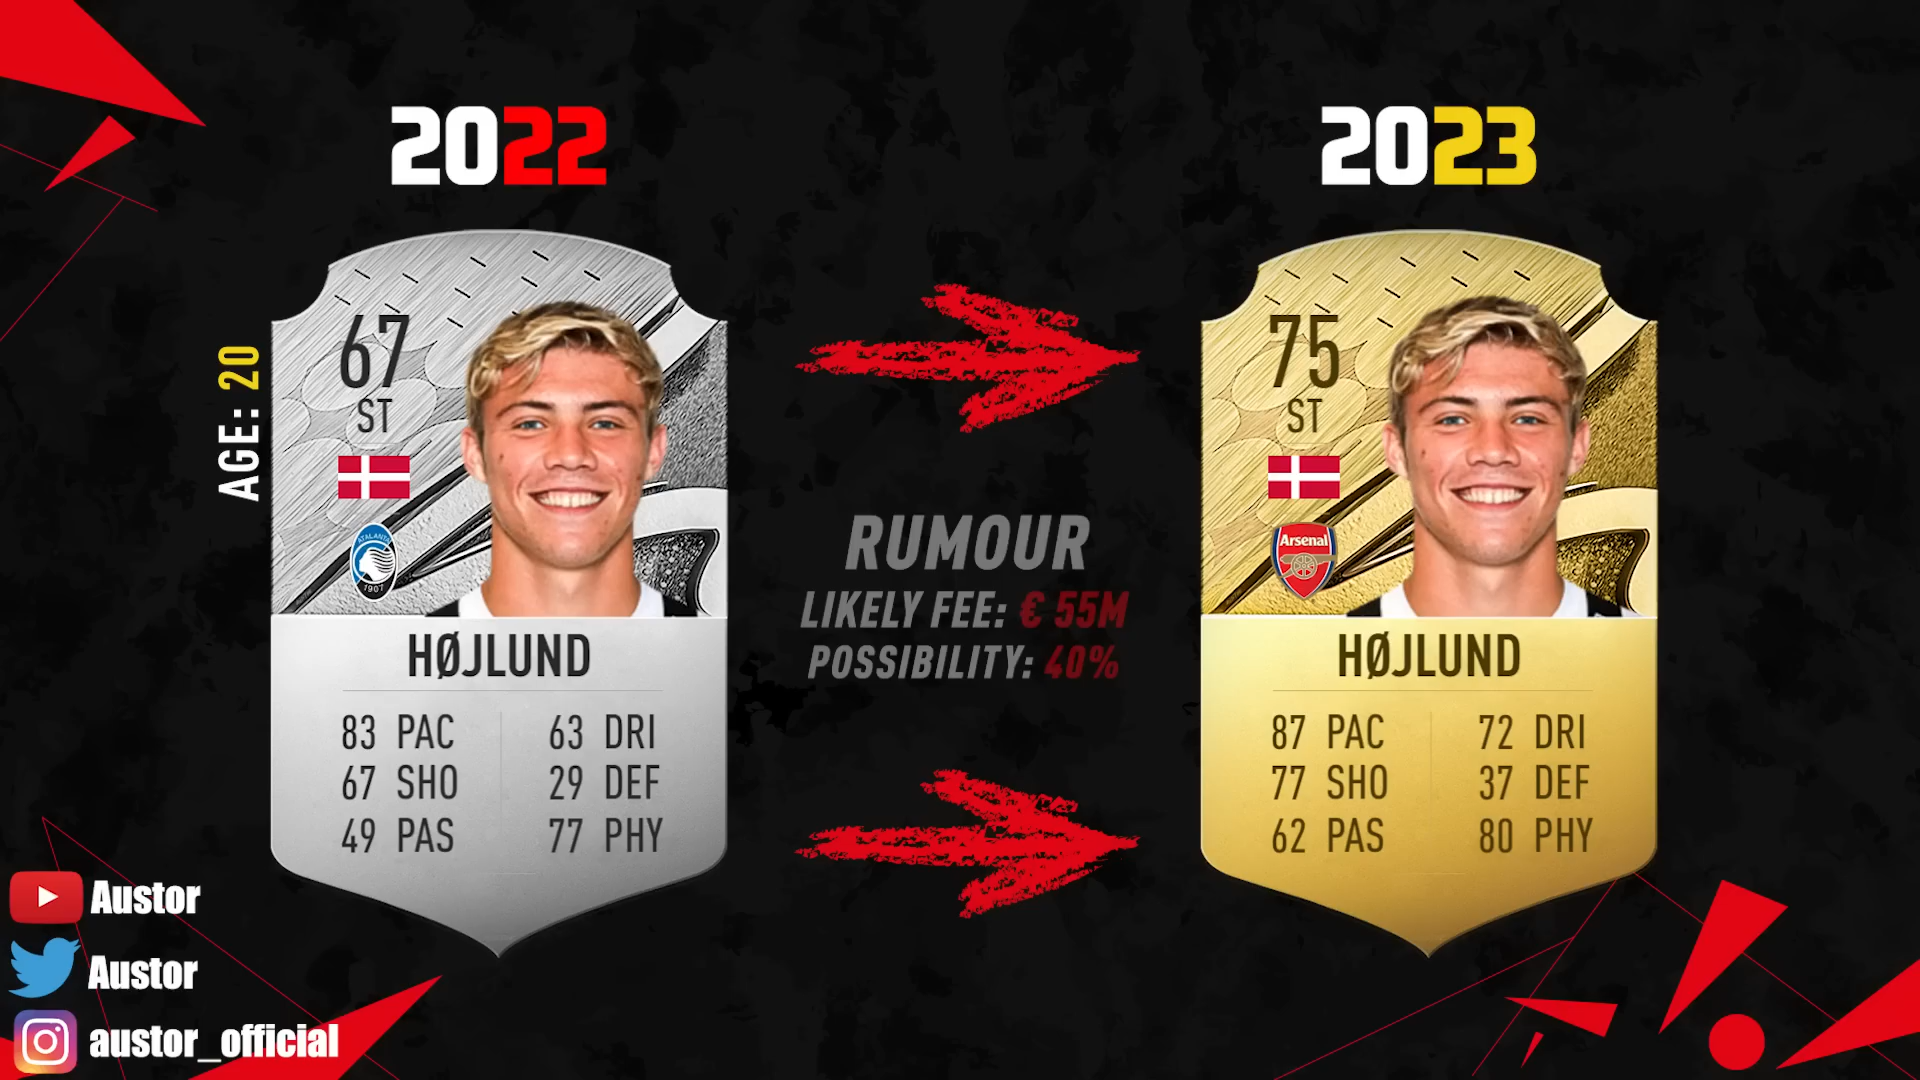 2022
2023
AGE: 20
67
ST
ATALANTA
1907
HØJLUND
83 PAC
67 SHO
49 PAS
63 DRI
29 DEF
77 PHY
RUMOUR
LIKELY FEE: € 55M
POSSIBILITY: 40%
75
ST
Arsenal
HØJLUND
87 PAC
77 SHO
62 PAS
72 DRI
37 DEF
80 PHY
Austor
Austor
austor_official